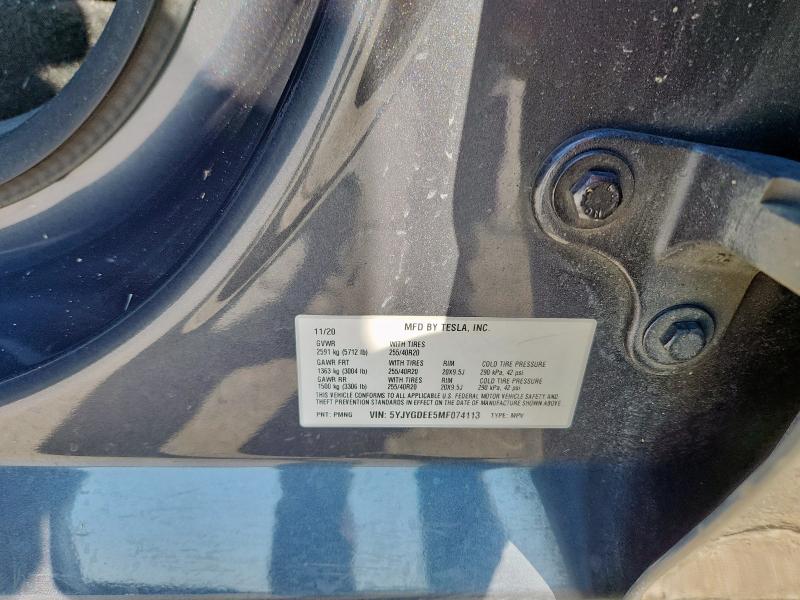 11/20 MFD BY TESLA, INC.
GVWR WITH TIRES
2591 kg (5712 lb) 255/40R20
GAWR FRT WITH TIRES RIM COLD TIRE PRESSURE
1363 kg (3004 lb) 255/40R20 20X9.5J 290 kPa, 42 psi
GAWR RR WITH TIRES RIM COLD TIRE PRESSURE
1500 kg (3306 lb) 255/40R20 20X9.5J 290 kPa, 42 psi
THIS VEHICLE CONFORMS TO ALL APPLICABLE U.S. FEDERAL MOTOR VEHICLE SAFETY AND
THEFT PREVENTION STANDARDS IN EFFECT ON THE DATE OF MANUFACTURE SHOWN ABOVE.
PNT: PMNG VIN: 5YJYGDEE5MF074113 TYPE: MPV